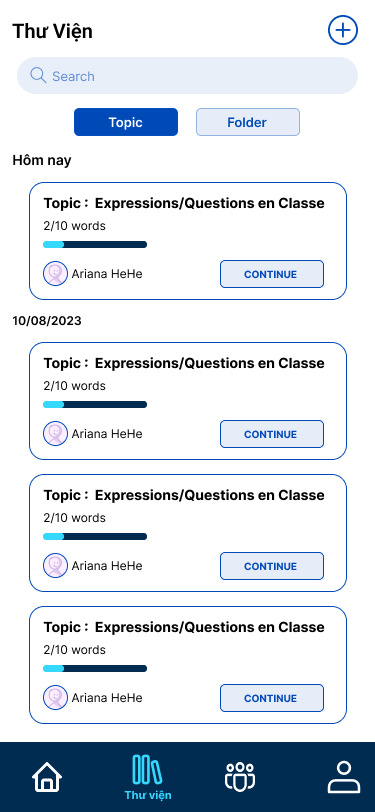 Thư Viện
Search
Topic
Folder
Hôm nay
Topic : Expressions/Questions en Classe
2/10 words
Ariana HeHe
CONTINUE
10/08/2023
Topic : Expressions/Questions en Classe
2/10 words
Ariana HeHe
CONTINUE
Topic : Expressions/Questions en Classe
2/10 words
Ariana HeHe
CONTINUE
Topic : Expressions/Questions en Classe
2/10 words
Ariana HeHe
CONTINUE
Thư viện